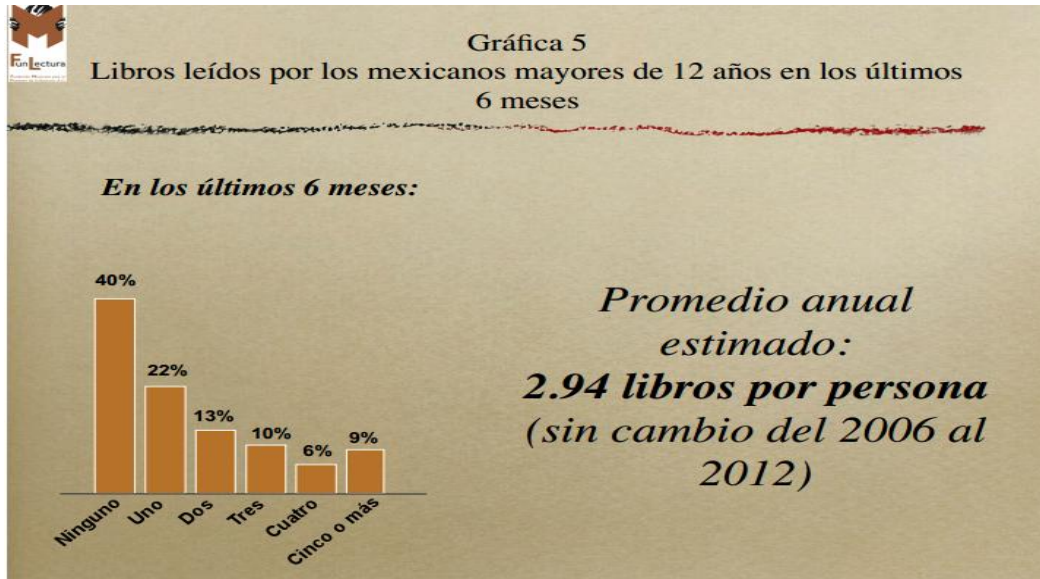 FunLectura
Gráfica 5
Libros leídos por los mexicanos mayores de 12 años en los últimos
6 meses
En los últimos 6 meses:
40%
22%
13%
10%
6%
9%
Ninguno
Uno
Dos
Tres
Cuatro
Cinco o más
Promedio anual
estimado:
2.94 libros por persona
(sin cambio del 2006 al
2012)